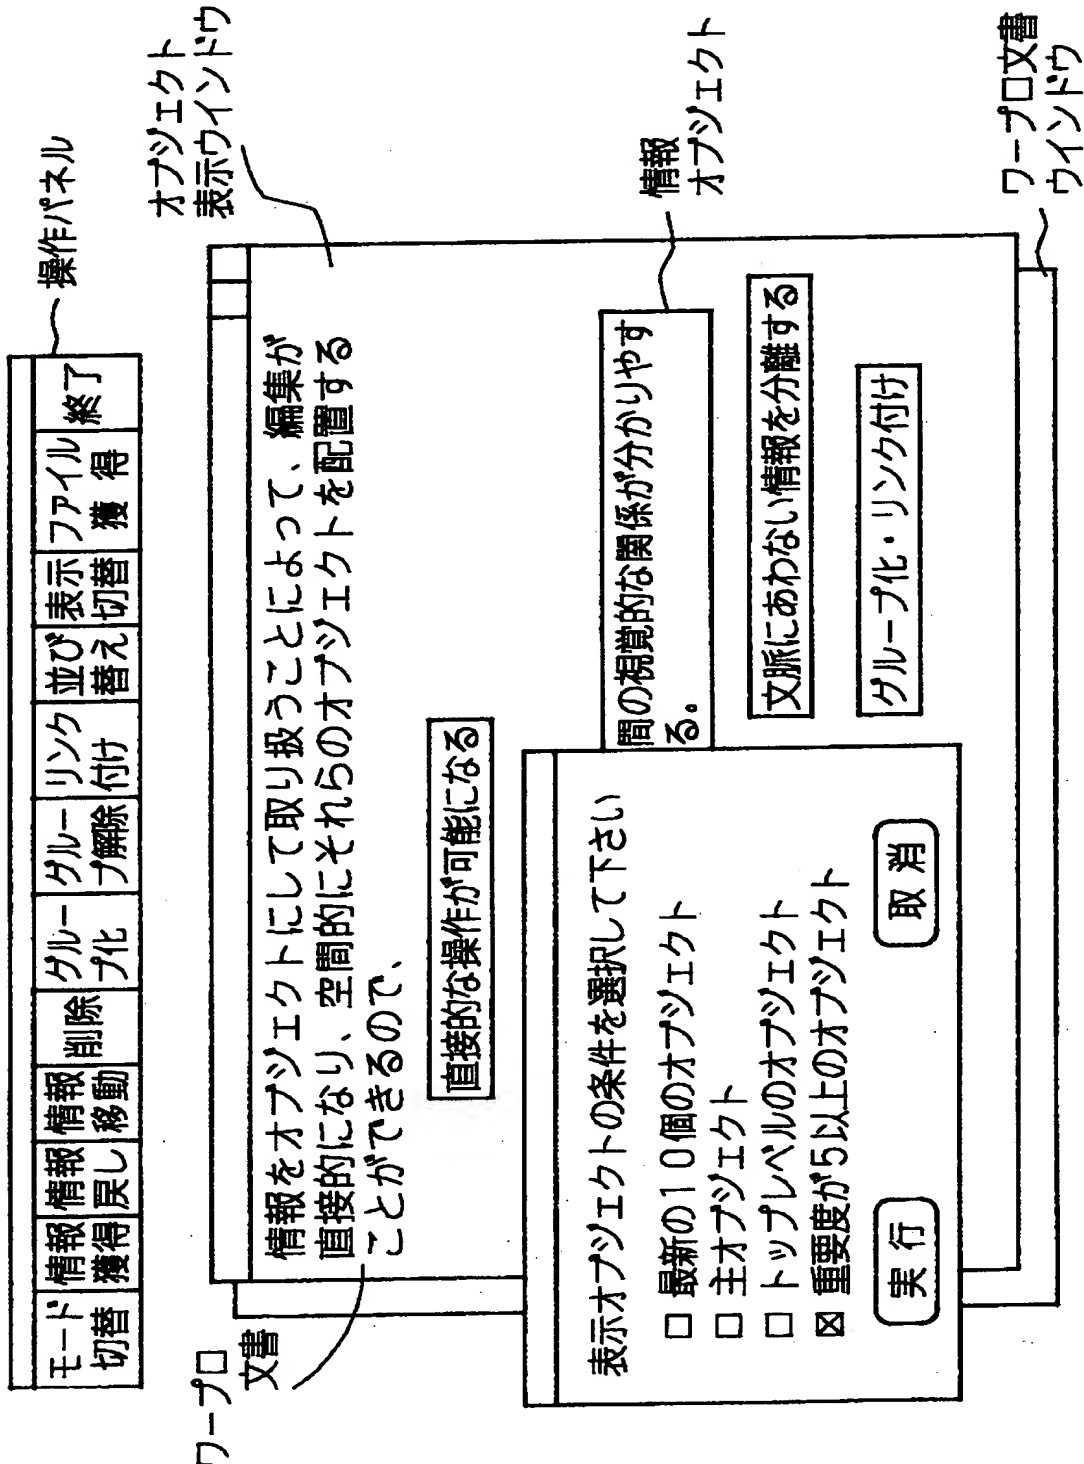 操作パネル
モード
切替
情報
獲得
情報
戻し
情報
移動
削除
グルー
プ化
グルー
プ解除
リンク
付け
並び
替え
表示
切替
ファイル
獲得
終了
オブジェクト
表示ウインドウ
ワープロ
文書
情報をオブジェクトにして取り扱うことによって、編集が
直接的になり、空間的にそれらのオブジェクトを配置する
ことができるので、
直接的な操作が可能になる
情報
オブジェクト
間の視覚的な関係が分かりやす
る。
文脈にあわない情報を分離する
グループ化・リンク付け
表示オブジェクトの条件を選択して下さい
□ 最新の10個のオブジェクト
□ 主オブジェクト
□ トップレベルのオブジェクト
☒ 重要度が5以上のオブジェクト
実行
取消
ワープロ文書
ウインドウ